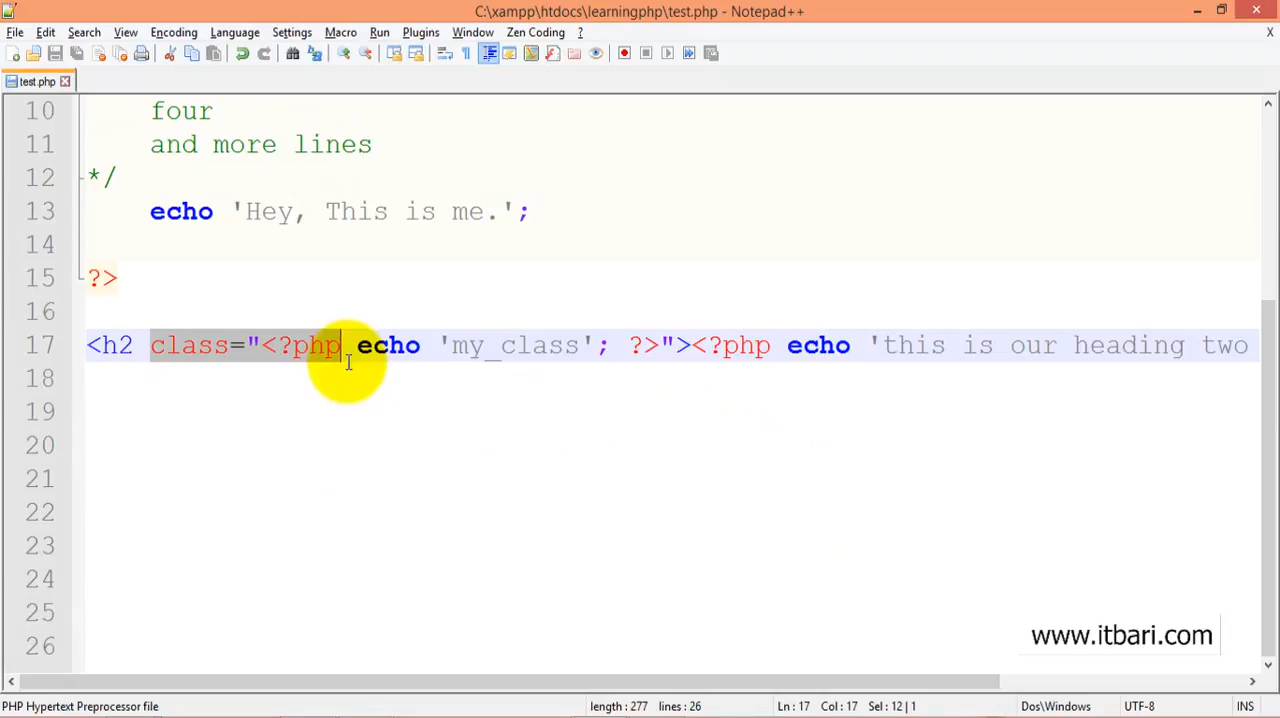 C:\xampp\htdocs\learningphp\test.php - Notepad++
File Edit Search View Encoding Language Settings Macro Run Plugins Window Zen Coding ? X
test.php
10 four
11 and more lines
12 */
13 echo 'Hey, This is me.';
14
15 ?>
16
17 <h2 class="<?php echo 'my_class'; ?>"><?php echo 'this is our heading two
18
19
20
21
22
23
24
25
26
www.itbari.com
PHP Hypertext Preprocessor file length : 277 lines : 26 Ln : 17 Col : 17 Sel : 12 | 1 Dos\Windows UTF-8 INS